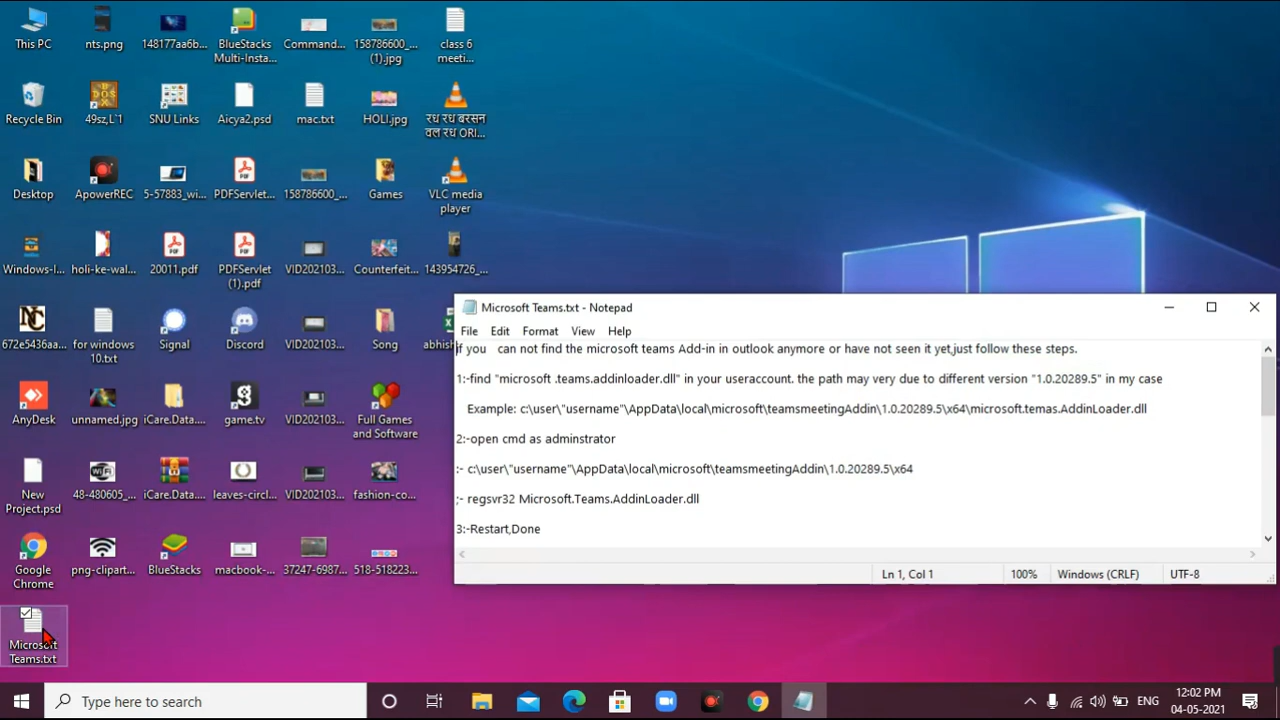 This PC
nts.png
148177aa6b...
BlueStacks
Multi-Insta...
Command...
158786600_...
(1).jpg
class 6
meeti...
Recycle Bin
49sz,L`1
SNU Links
Aicya2.psd
mac.txt
HOLI.jpg
रध रध बरसन
वल रध ORI...
Desktop
ApowerREC
5-57883_wi...
PDFServlet...
158786600_...
Games
VLC media
player
Windows-I...
holi-ke-wal...
20011.pdf
PDFServlet
(1).pdf
VID202103...
Counterfeit...
143954726_...
672e5436aa...
for windows
10.txt
Signal
Discord
VID202103...
Song
abhish
AnyDesk
unnamed.jpg
iCare.Data....
game.tv
VID202103...
Full Games
and Software
New
Project.psd
48-480605_...
iCare.Data....
leaves-circl...
VID202103...
fashion-co...
Google
Chrome
png-clipart...
BlueStacks
macbook-...
37247-6987...
518-518223...
Microsoft
Teams.txt
Microsoft Teams.txt - Notepad
File Edit Format View Help
If you can not find the microsoft teams Add-in in outlook anymore or have not seen it yet,just follow these steps.
1:-find "microsoft .teams.addinloader.dll" in your useraccount. the path may very due to different version "1.0.20289.5" in my case
Example: c:\user\"username"\AppData\local\microsoft\teamsmeetingAddin\1.0.20289.5\x64\microsoft.temas.AddinLoader.dll
2:-open cmd as adminstrator
:- c:\user\"username"\AppData\local\microsoft\teamsmeetingAddin\1.0.20289.5\x64
;- regsvr32 Microsoft.Teams.AddinLoader.dll
3:-Restart,Done
Ln 1, Col 1
100%
Windows (CRLF)
UTF-8
Type here to search
ENG
12:02 PM
04-05-2021